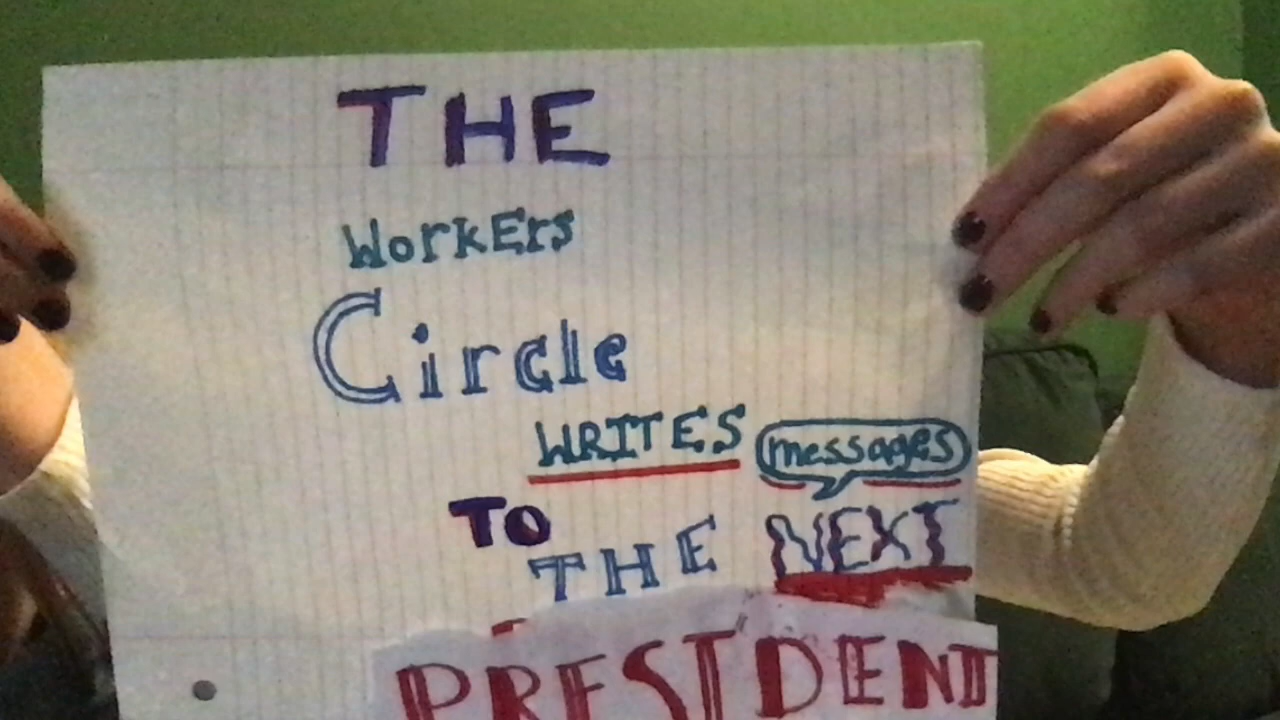 THE
WorkErs
Circle
WRITES messages
TO THE NEXT
PRESIDENT